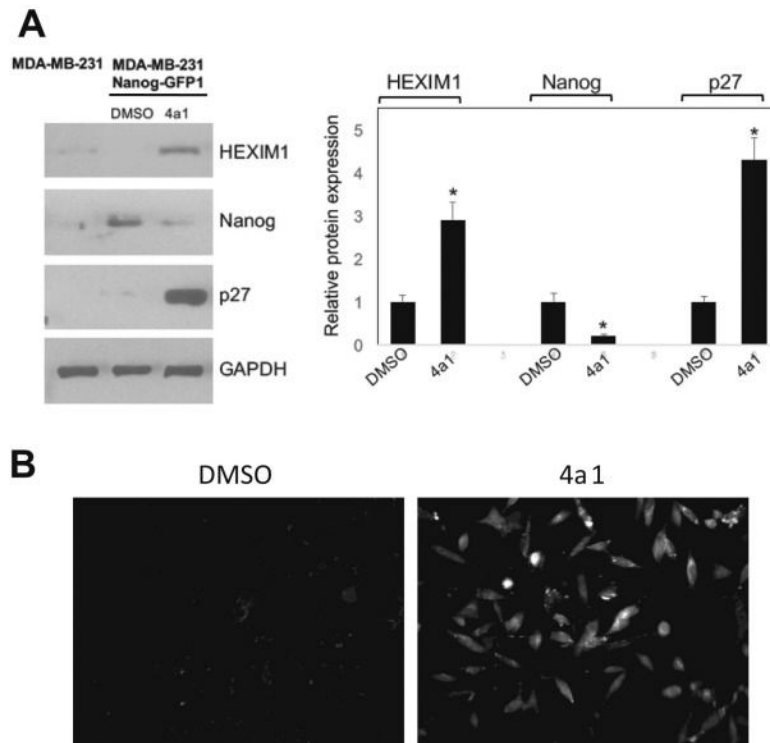 A
MDA-MB-231
MDA-MB-231
Nanog-GFP1
DMSO
4a1
HEXIM1
Nanog
p27
GAPDH
HEXIM1
Nanog
p27
Relative protein expression
5
4
3
2
1
0
*
*
*
DMSO
4a1
DMSO
4a1
DMSO
4a1
B
DMSO
4a1